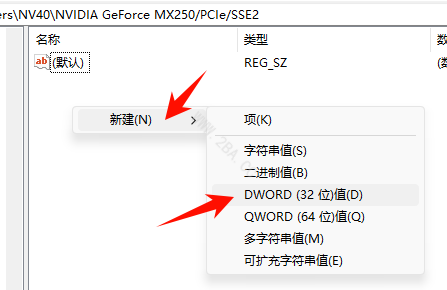 ers\NV40\NVIDIA GeForce MX250/PCIe/SSE2
名称 类型 数
ab (默认) REG_SZ (数
新建(N) 项(K)
字符串值(S)
二进制值(B)
DWORD (32 位)值(D)
QWORD (64 位)值(Q)
多字符串值(M)
可扩充字符串值(E)